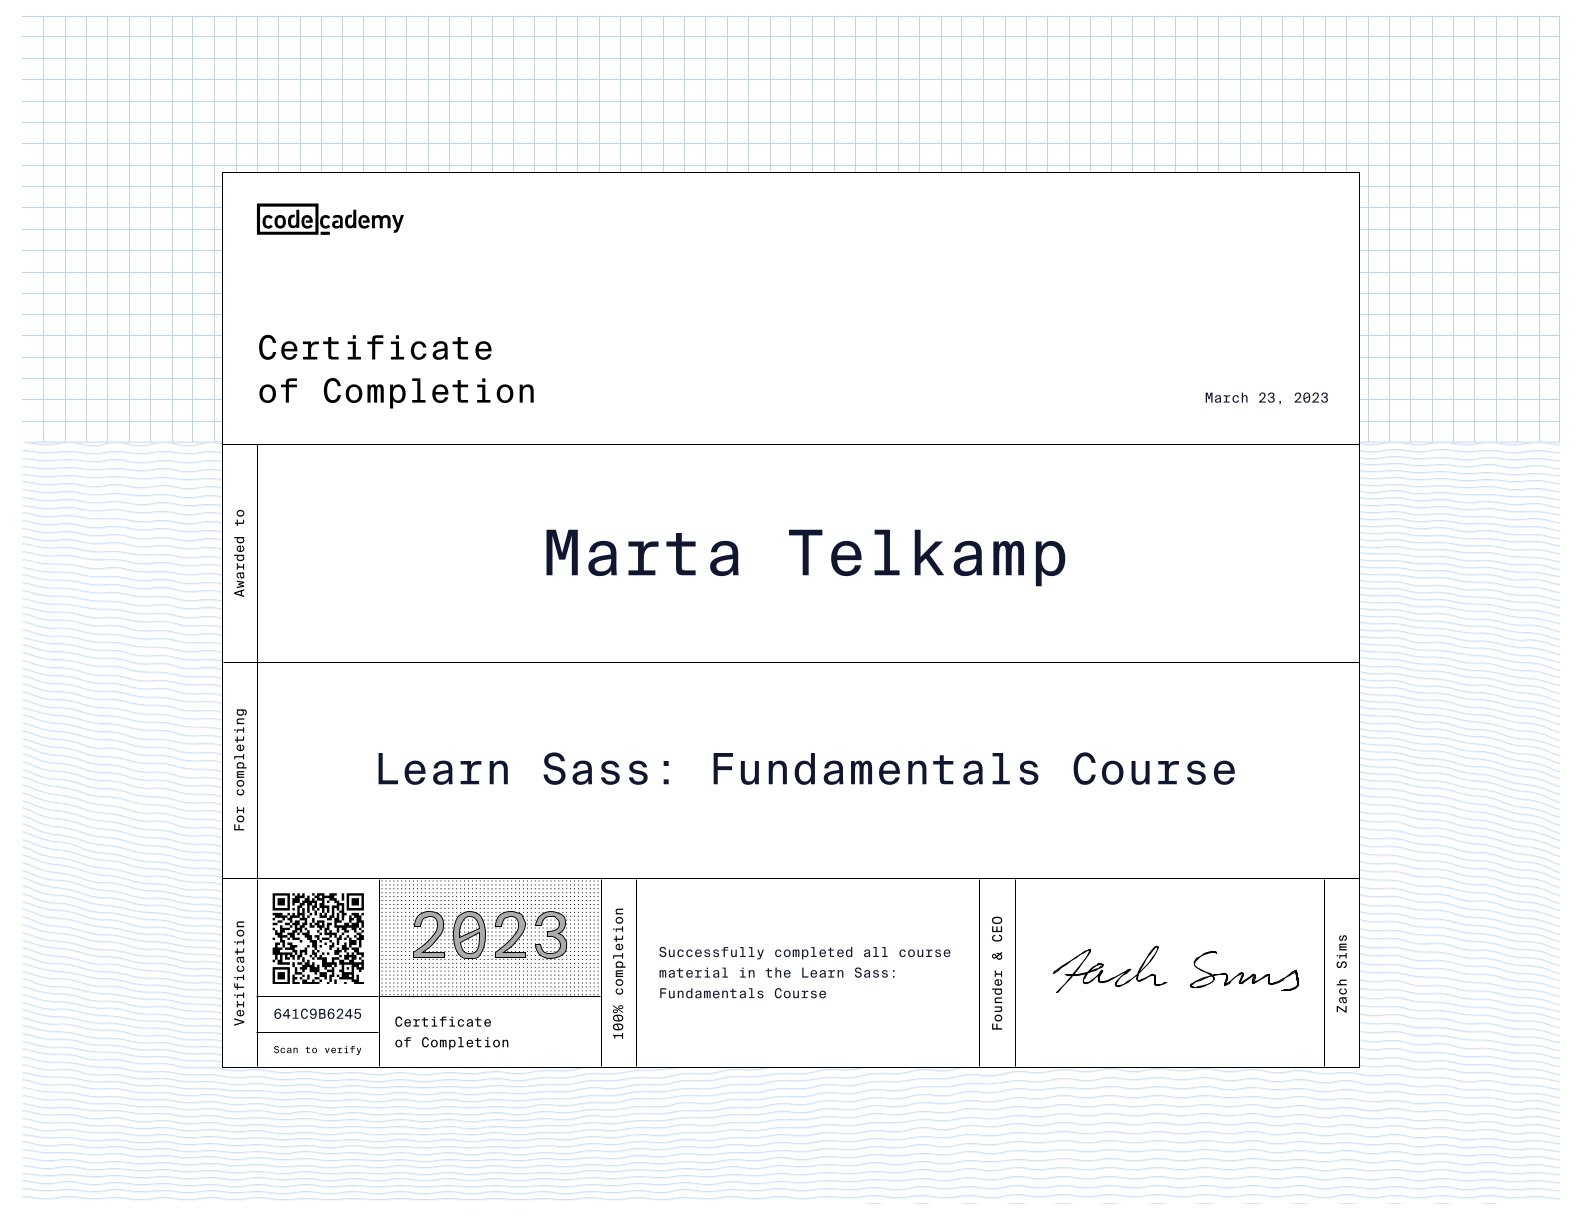 codecademy
Certificate
of Completion
March 23, 2023
Awarded to
Marta Telkamp
For completing
Learn Sass: Fundamentals Course
Verification
641C9B6245
Scan to verify
2023
Certificate
of Completion
100% completion
Successfully completed all course
material in the Learn Sass:
Fundamentals Course
Founder & CEO
Zach Sims
Zach Sims